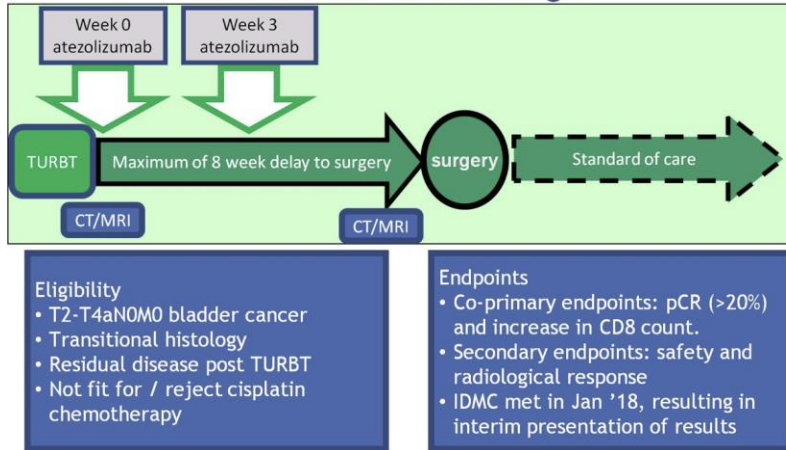 Week 0
atezolizumab
Week 3
atezolizumab
TURBT
Maximum of 8 week delay to surgery
surgery
Standard of care
CT/MRI
CT/MRI
Eligibility
• T2-T4aN0M0 bladder cancer
• Transitional histology
• Residual disease post TURBT
• Not fit for / reject cisplatin
chemotherapy
Endpoints
• Co-primary endpoints: pCR (>20%)
and increase in CD8 count.
• Secondary endpoints: safety and
radiological response
• IDMC met in Jan ’18, resulting in
interim presentation of results